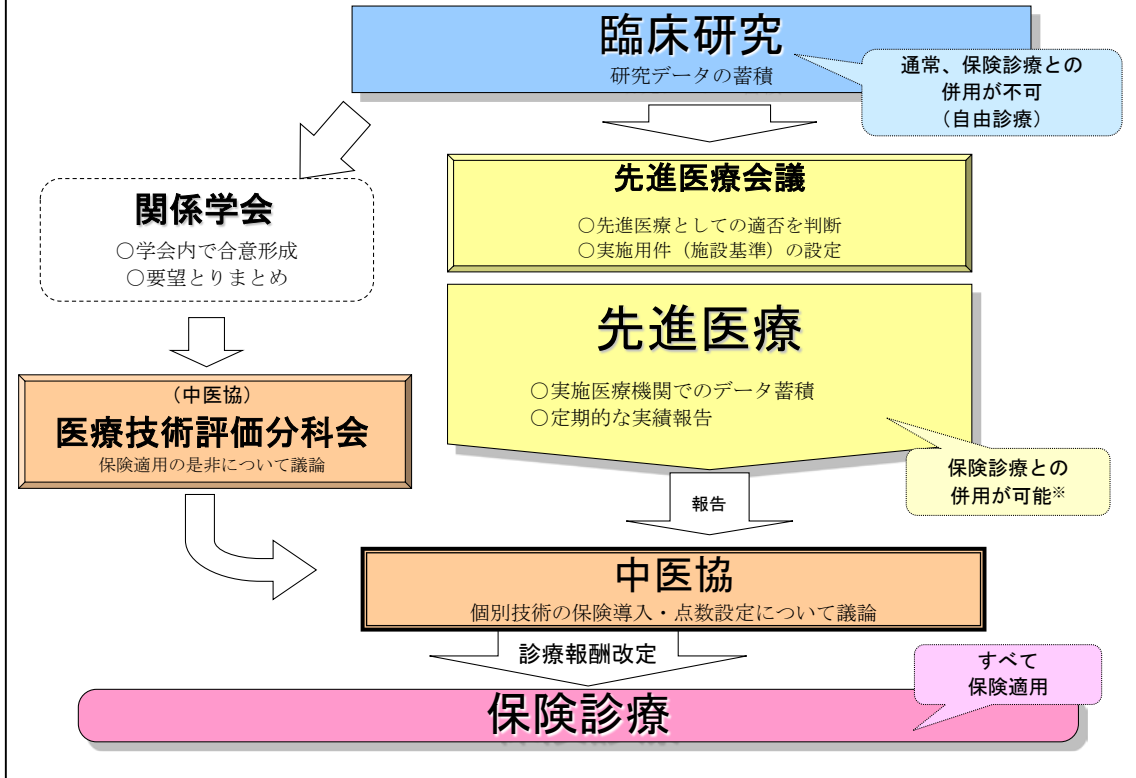 臨床研究
研究データの蓄積
通常、保険診療との
併用が不可
（自由診療）
先進医療会議
○先進医療としての適否を判断
○実施用件（施設基準）の設定
関係学会
○学会内で合意形成
○要望とりまとめ
先進医療
○実施医療機関でのデータ蓄積
○定期的な実績報告
（中医協）
医療技術評価分科会
保険適用の是非について議論
保険診療との
併用が可能※
報告
中医協
個別技術の保険導入・点数設定について議論
診療報酬改定
すべて
保険適用
保険診療